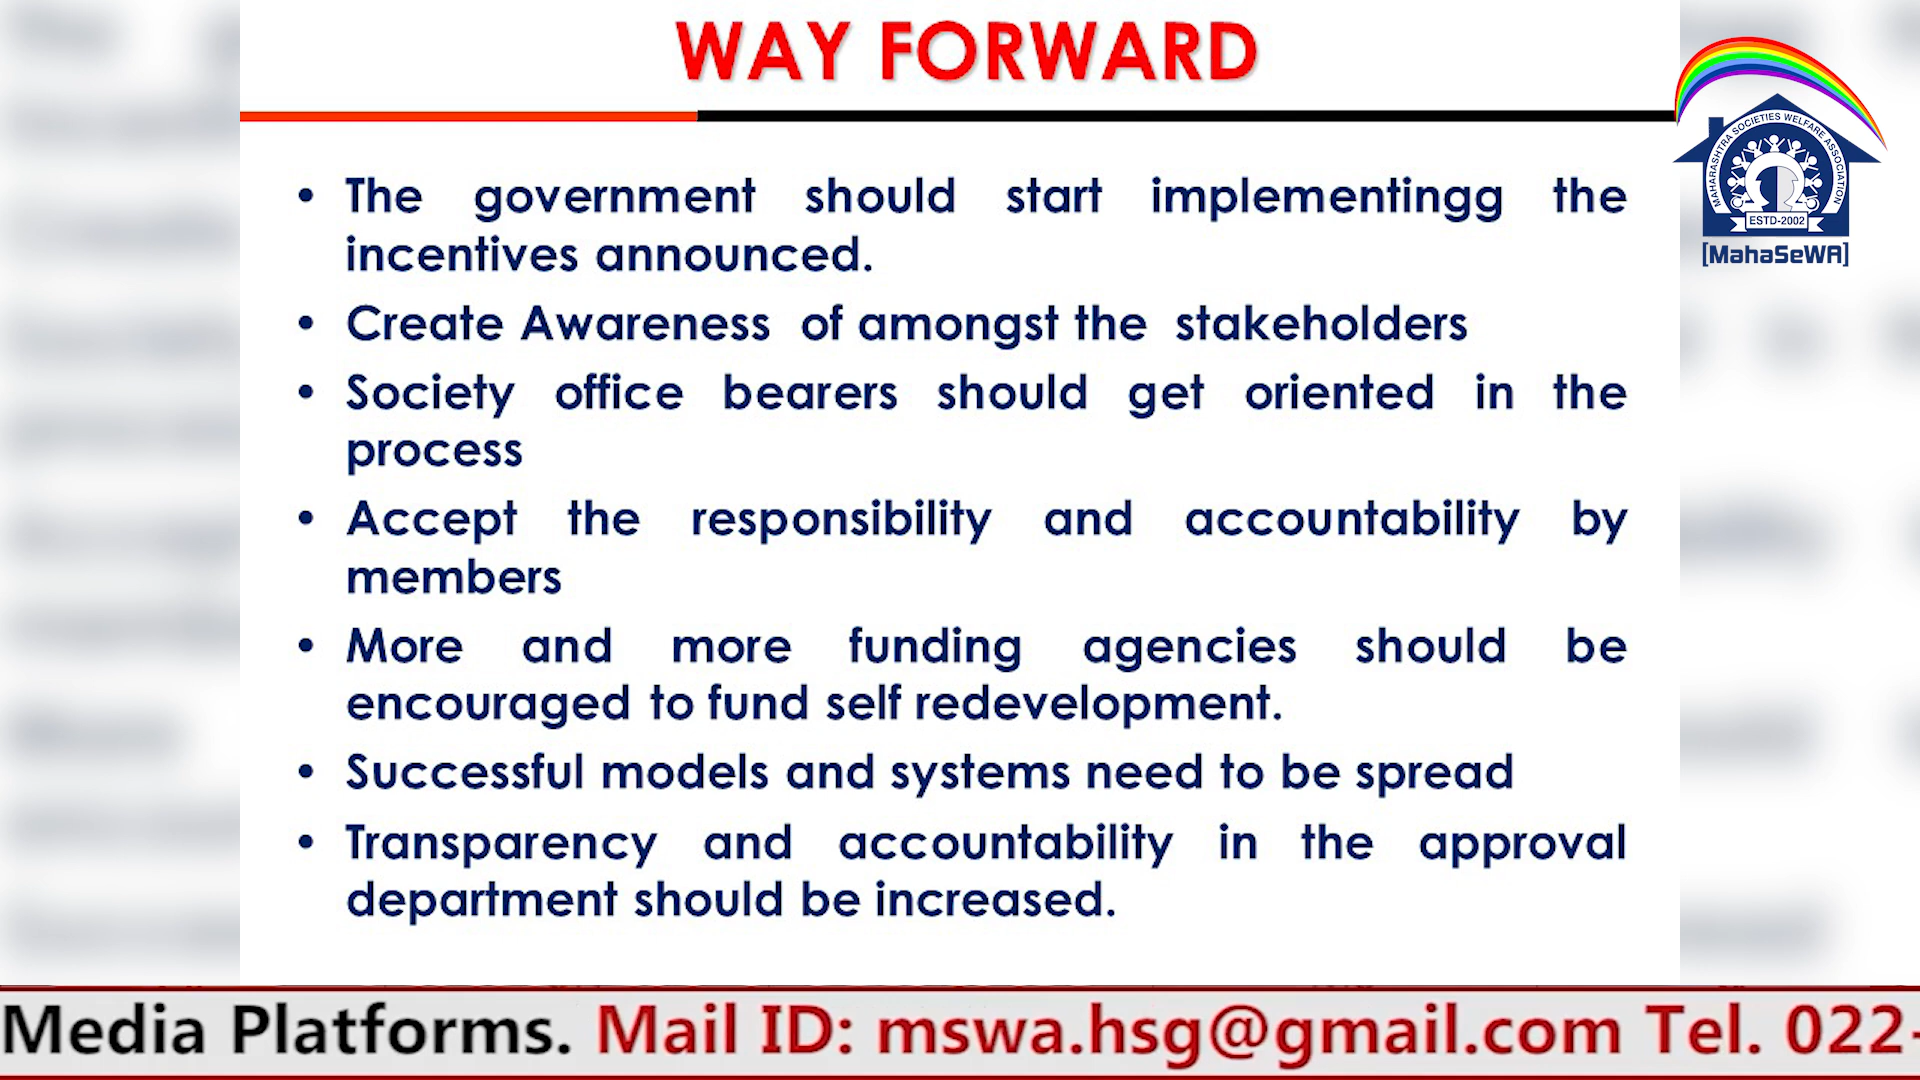 WAY FORWARD
• The government should start implementingg the
incentives announced.
• Create Awareness of amongst the stakeholders
• Society office bearers should get oriented in the
process
• Accept the responsibility and accountability by
members
• More and more funding agencies should be
encouraged to fund self redevelopment.
• Successful models and systems need to be spread
• Transparency and accountability in the approval
department should be increased.
MAHARASHTRA SOCIETIES WELFARE ASSOCIATION
ESTD-2002
[MahaSeWA]
Media Platforms. Mail ID: mswa.hsg@gmail.com Tel. 022-